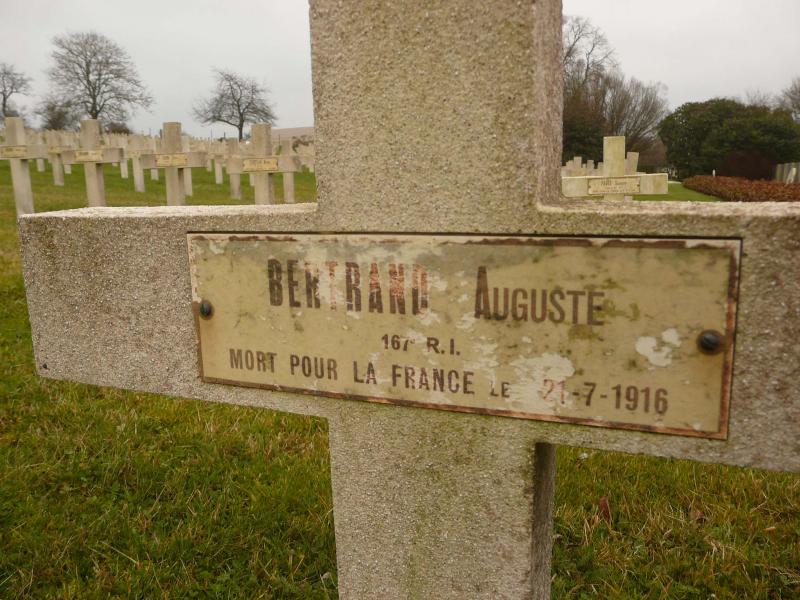 BERTRAND AUGUSTE
167e R.I.
MORT POUR LA FRANCE LE 21-7-1916